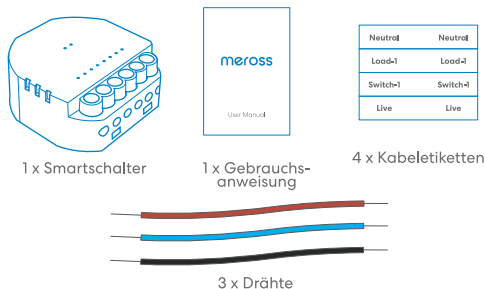 meross
User Manual
Neutral Neutral
Load-1 Load-1
Switch-1 Switch-1
Live Live
1 x Smartschalter
1 x Gebrauchs-
anweisung
4 x Kabeletiketten
3 x Drähte